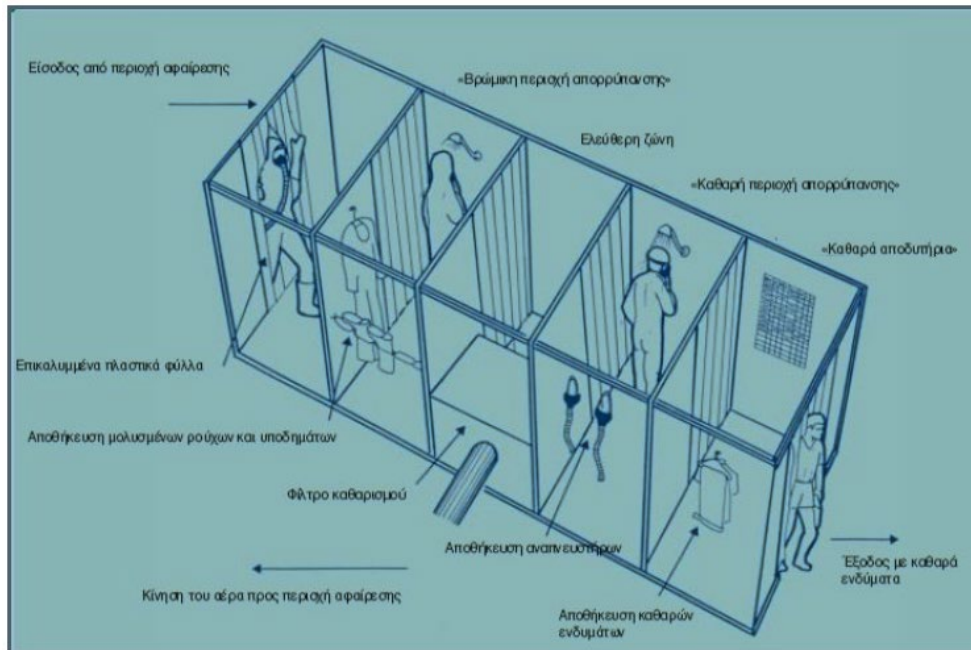 Είσοδος από περιοχή αφαίρεσης
«Βρώμικη περιοχή απορρύπανσης»
Ελεύθερη ζώνη
«Καθαρή περιοχή απορρύπανσης»
«Καθαρά αποδυτήρια»
Επικαλυμμένα πλαστικά φύλλα
Αποθήκευση μολυσμένων ρούχων και υποδημάτων
Φίλτρο καθαρισμού
Αποθήκευση αναπνευστήρων
Έξοδος με καθαρά
ενδύματα
Κίνηση του αέρα προς περιοχή αφαίρεσης
Αποθήκευση καθαρών
ενδυμάτων